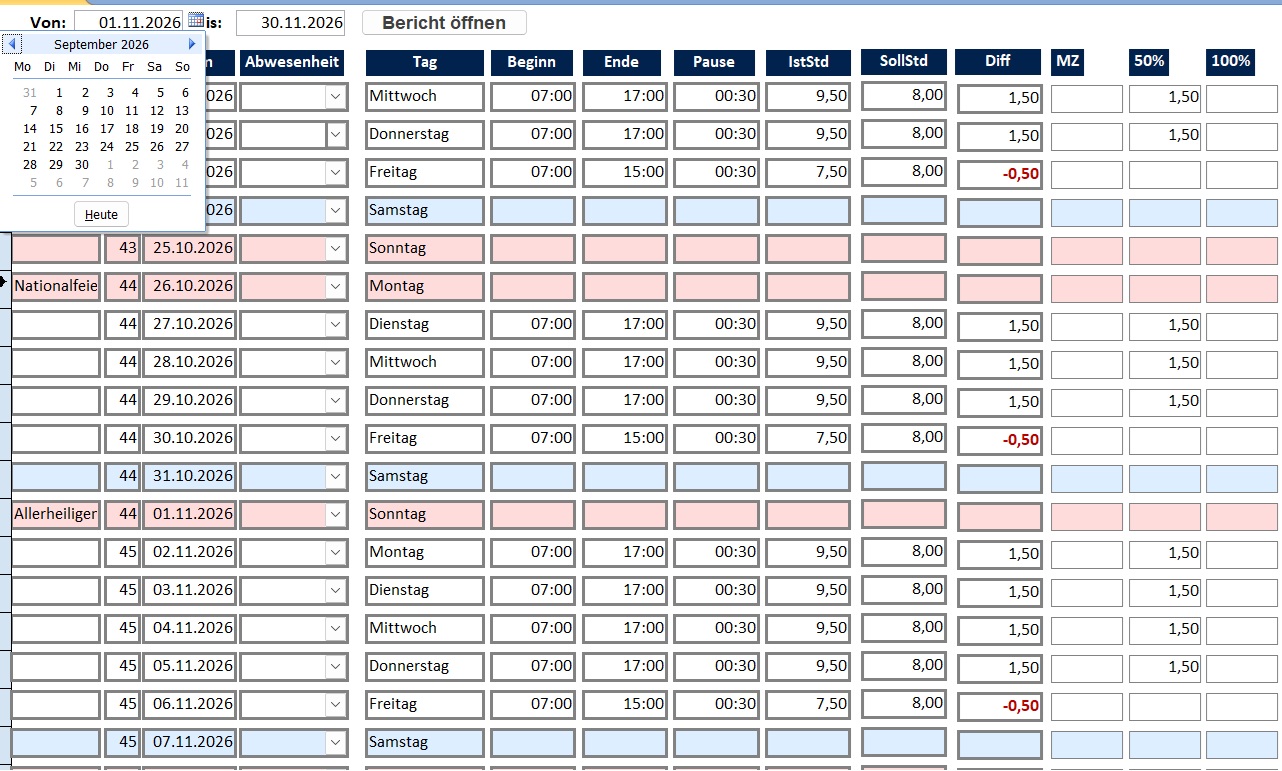 Von: 01.11.2026 is: 30.11.2026 Bericht öffnen
September 2026
Mo Di Mi Do Fr Sa So
31 1 2 3 4 5 6
7 8 9 10 11 12 13
14 15 16 17 18 19 20
21 22 23 24 25 26 27
28 29 30 1 2 3 4
5 6 7 8 9 10 11
Heute
n Abwesenheit Tag Beginn Ende Pause IstStd SollStd Diff MZ 50% 100%
026 Mittwoch 07:00 17:00 00:30 9,50 8,00 1,50 1,50
026 Donnerstag 07:00 17:00 00:30 9,50 8,00 1,50 1,50
026 Freitag 07:00 15:00 00:30 7,50 8,00 -0,50
026 Samstag
43 25.10.2026 Sonntag
Nationalfeie 44 26.10.2026 Montag
44 27.10.2026 Dienstag 07:00 17:00 00:30 9,50 8,00 1,50 1,50
44 28.10.2026 Mittwoch 07:00 17:00 00:30 9,50 8,00 1,50 1,50
44 29.10.2026 Donnerstag 07:00 17:00 00:30 9,50 8,00 1,50 1,50
44 30.10.2026 Freitag 07:00 15:00 00:30 7,50 8,00 -0,50
44 31.10.2026 Samstag
Allerheiliger 44 01.11.2026 Sonntag
45 02.11.2026 Montag 07:00 17:00 00:30 9,50 8,00 1,50 1,50
45 03.11.2026 Dienstag 07:00 17:00 00:30 9,50 8,00 1,50 1,50
45 04.11.2026 Mittwoch 07:00 17:00 00:30 9,50 8,00 1,50 1,50
45 05.11.2026 Donnerstag 07:00 17:00 00:30 9,50 8,00 1,50 1,50
45 06.11.2026 Freitag 07:00 15:00 00:30 7,50 8,00 -0,50
45 07.11.2026 Samstag